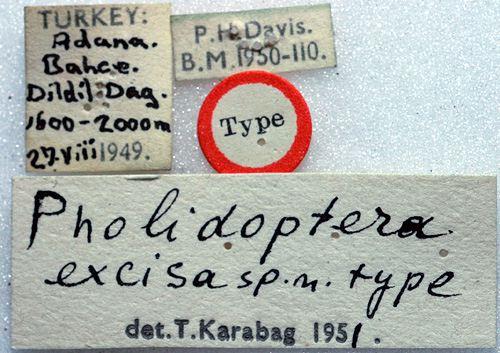 TURKEY:
Adana.
Bahce.
Dildil Dag.
1600-2000m
27.viii 1949.
P.H. Davis.
B.M.1950-110.
Type
Pholidoptera
excisa sp.n. type
det. T. Karabag 1951.